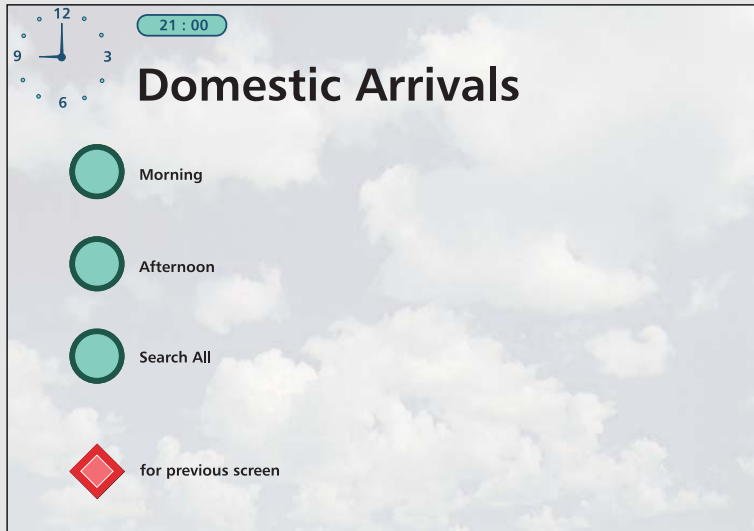 12
9
3
6
21 : 00
Domestic Arrivals
Morning
Afternoon
Search All
for previous screen